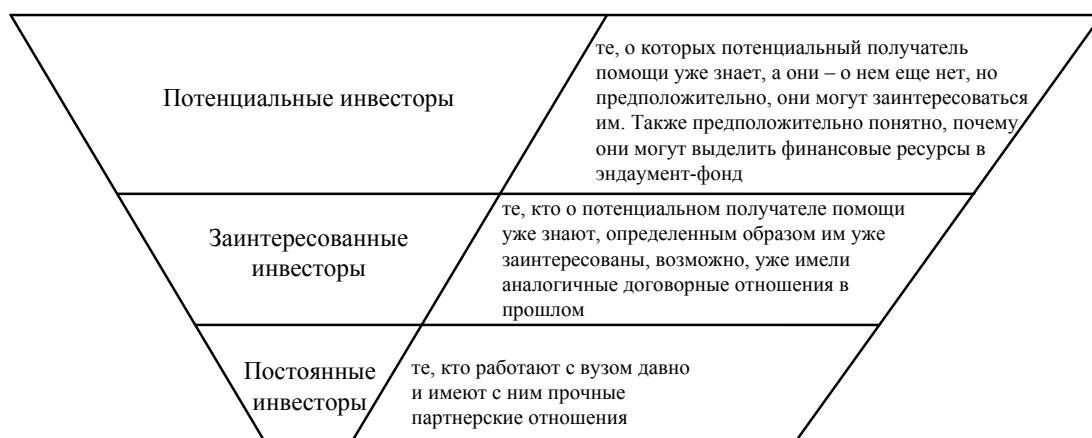 Потенциальные инвесторы
те, о которых потенциальный получатель
помощи уже знает, а они – о нем еще нет, но
предположительно, они могут заинтересоваться
им. Также предположительно понятно, почему
они могут выделить финансовые ресурсы в
эндаумент-фонд
Заинтересованные
инвесторы
те, кто о потенциальном получателе помощи
уже знают, определенным образом им уже
заинтересованы, возможно, уже имели
аналогичные договорные отношения в
прошлом
Постоянные
инвесторы
те, кто работают с вузом давно
и имеют с ним прочные
партнерские отношения